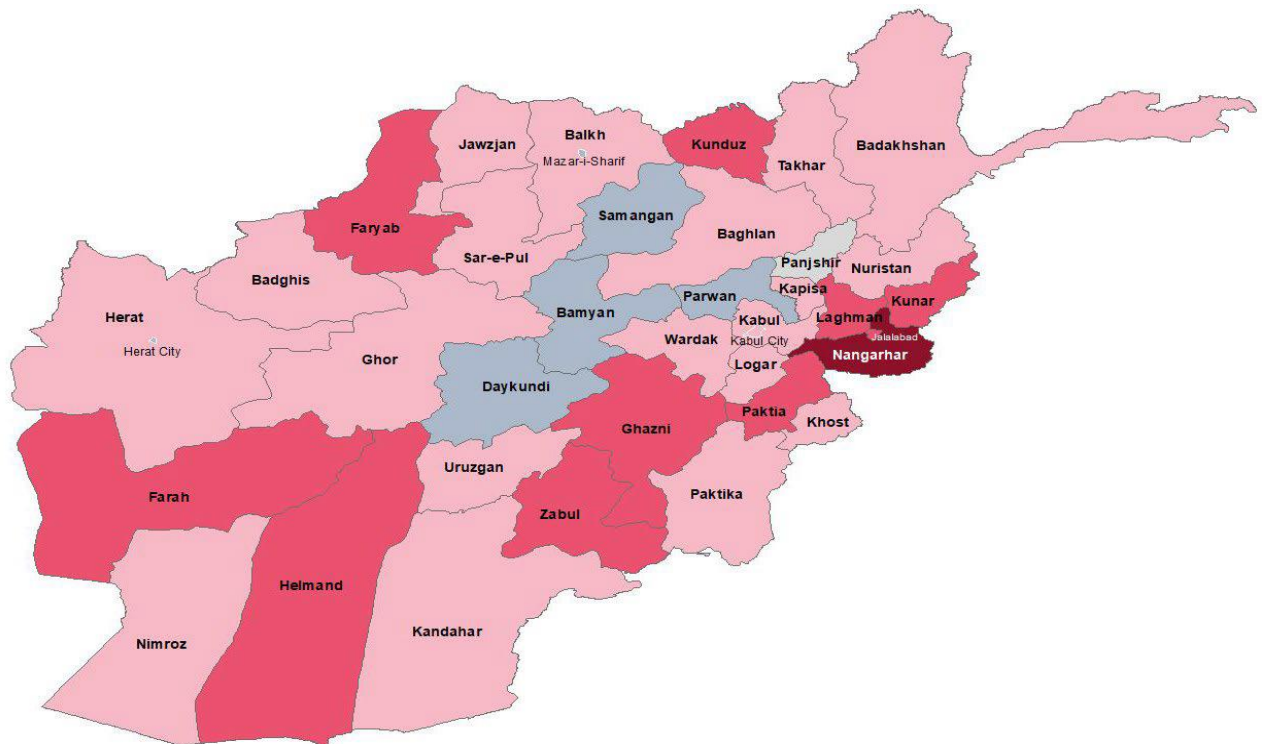 Jawzjan
Balkh
Mazar-i-Sharif
Kunduz
Takhar
Badakhshan
Samangan
Faryab
Baghlan
Sar-e-Pul
Panjshir
Nuristan
Badghis
Kapisa
Parwan
Kunar
Bamyan
Herat
Laghman
Kabul
Kabul City
Jalalabad
Wardak
Herat City
Nangarhar
Ghor
Logar
Daykundi
Paktia
Khost
Ghazni
Uruzgan
Paktika
Farah
Zabul
Helmand
Kandahar
Nimroz